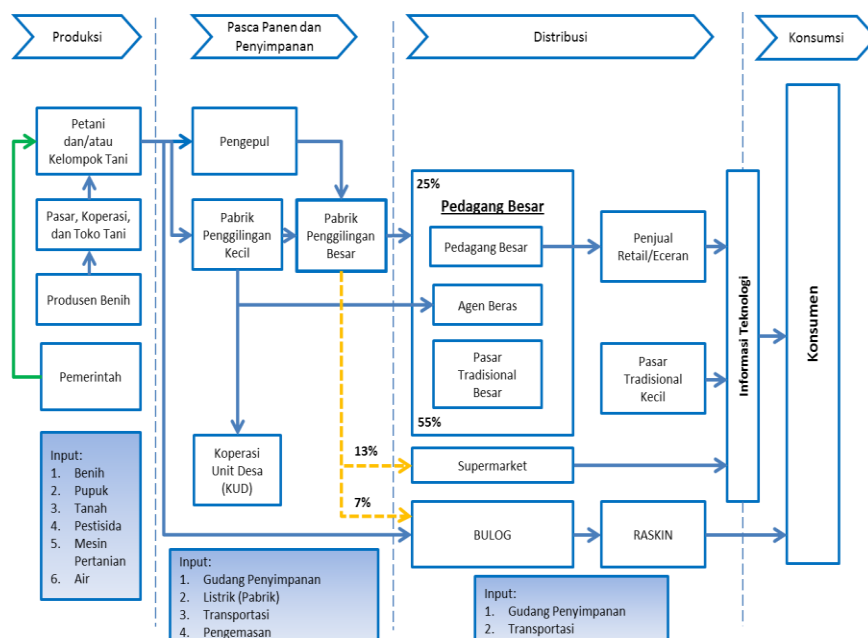 Produksi
Pasca Panen dan
Penyimpanan
Distribusi
Konsumsi
Petani
dan/atau
Kelompok Tani
Pasar, Koperasi,
dan Toko Tani
Produsen Benih
Pemerintah
Input:
1. Benih
2. Pupuk
3. Tanah
4. Pestisida
5. Mesin
Pertanian
6. Air
Pengepul
Pabrik
Penggilingan
Kecil
Pabrik
Penggilingan
Besar
Koperasi
Unit Desa
(KUD)
13%
7%
Input:
1. Gudang Penyimpanan
2. Listrik (Pabrik)
3. Transportasi
4. Pengemasan
25%
Pedagang Besar
Pedagang Besar
Agen Beras
Pasar
Tradisional
Besar
55%
Supermarket
BULOG
Penjual
Retail/Eceran
Pasar
Tradisional
Kecil
RASKIN
Input:
1. Gudang Penyimpanan
2. Transportasi
Informasi Teknologi
Konsumen